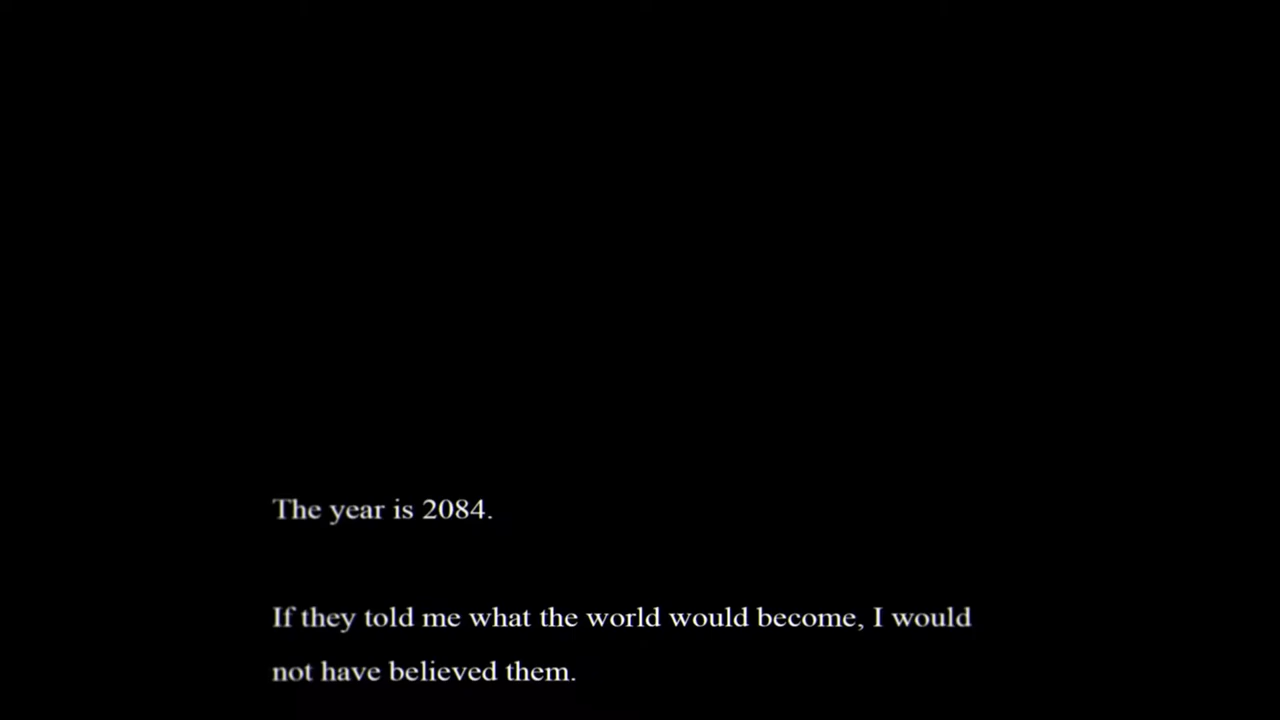 The year is 2084.
If they told me what the world would become, I would
not have believed them.